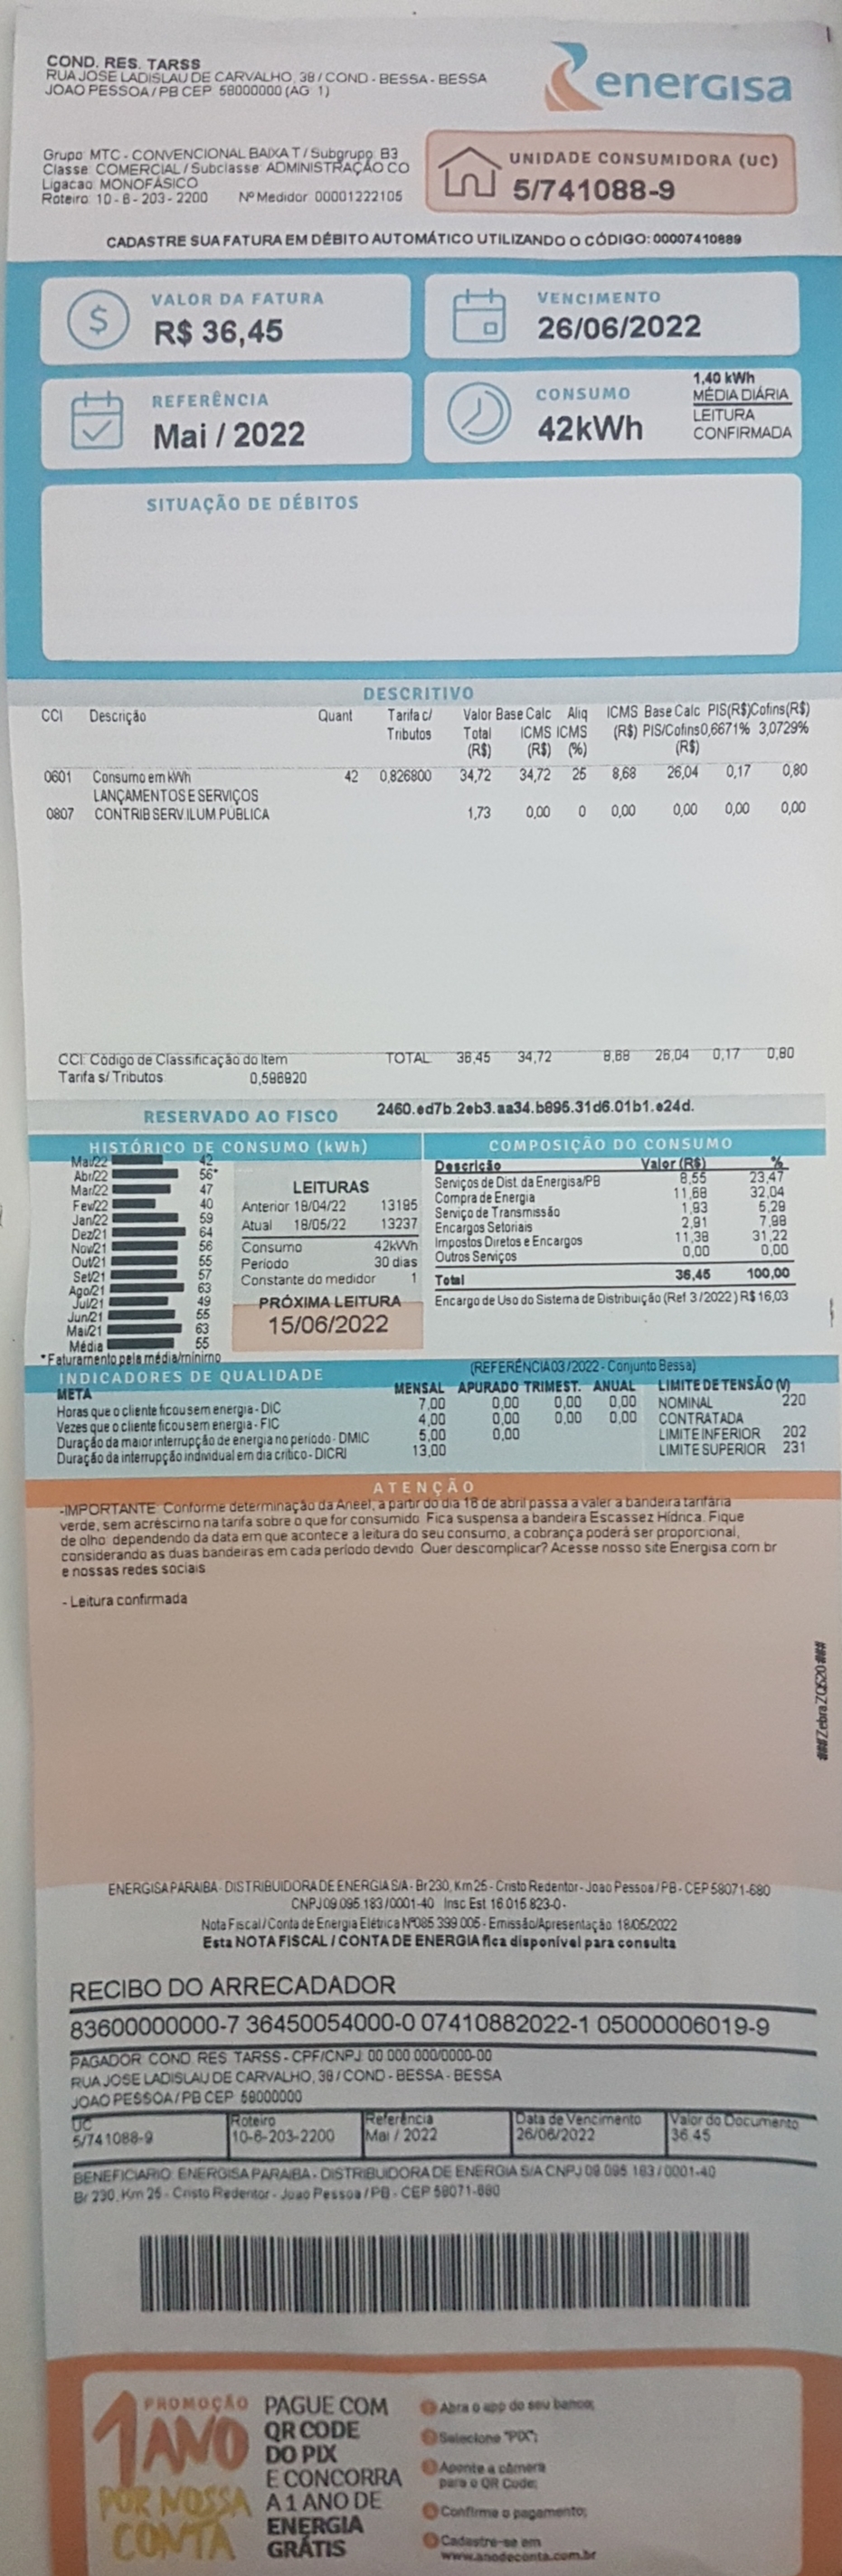 COND. RES. TARSS
RUA JOSE LADISLAU DE CARVALHO, 38 / COND - BESSA - BESSA
JOAO PESSOA / PB CEP 58000000 (AG 1)
energisa
Grupo: MTC - CONVENCIONAL BAIXA T / Subgrupo: B3
Classe: COMERCIAL / Subclasse: ADMINISTRAÇÃO CO
Ligacao: MONOFÁSICO
Roteiro: 10 - 6 - 203 - 2200 Nº Medidor: 00001222105
UNIDADE CONSUMIDORA (UC)
5/741088-9
CADASTRE SUA FATURA EM DÉBITO AUTOMÁTICO UTILIZANDO O CÓDIGO: 00007410889
VALOR DA FATURA
R$ 36,45
VENCIMENTO
26/06/2022
REFERÊNCIA
Mai / 2022
CONSUMO
42kWh
1,40 kWh
MÉDIA DIÁRIA
LEITURA
CONFIRMADA
SITUAÇÃO DE DÉBITOS
DESCRITIVO
CCI Descrição Quant Tarifa c/ Valor Base Calc Aliq ICMS Base Calc PIS(R$) Cofins(R$)
Tributos Total ICMS ICMS (R$) PIS/Cofins 0,6671% 3,0729%
(R$) (R$) (%) (R$)
0601 Consumo em kWh 42 0,826800 34,72 34,72 25 8,68 26,04 0,17 0,80
LANÇAMENTOS E SERVIÇOS
0807 CONTRIB SERV.ILUM.PÚBLICA 1,73 0,00 0 0,00 0,00 0,00 0,00
CCI: Código de Classificação do Item TOTAL 36,45 34,72 8,68 26,04 0,17 0,80
Tarifa s/ Tributos 0,596920
RESERVADO AO FISCO 2460.ed7b.2eb3.aa34.b895.31d6.01b1.e24d.
HISTÓRICO DE CONSUMO (kWh)
Mai/22 42
Abr/22 56*
Mar/22 47
Fev/22 40
Jan/22 59
Dez/21 64
Nov/21 56
Out/21 55
Set/21 57
Ago/21 63
Jul/21 49
Jun/21 55
Mai/21 63
Média 55
*Faturamento pela média/mínimo
LEITURAS
Anterior 18/04/22 13195
Atual 18/05/22 13237
Consumo 42kWh
Período 30 dias
Constante do medidor 1
PRÓXIMA LEITURA
15/06/2022
COMPOSIÇÃO DO CONSUMO
Descrição Valor (R$) %
Serviços de Dist. da Energisa/PB 8,55 23,47
Compra de Energia 11,68 32,04
Serviço de Transmissão 1,93 5,29
Encargos Setoriais 2,91 7,98
Impostos Diretos e Encargos 11,38 31,22
Outros Serviços 0,00 0,00
Total 36,45 100,00
Encargo de Uso do Sistema de Distribuição (Ref 3 / 2022) R$ 16,03
INDICADORES DE QUALIDADE (REFERÊNCIA 03 / 2022 - Conjunto Bessa)
META MENSAL APURADO TRIMEST. ANUAL LIMITE DE TENSÃO (V)
Horas que o cliente ficou sem energia - DIC 7,00 0,00 0,00 0,00 NOMINAL 220
Vezes que o cliente ficou sem energia - FIC 4,00 0,00 0,00 0,00 CONTRATADA
Duração da maior interrupção de energia no período - DMIC 5,00 0,00 LIMITE INFERIOR 202
Duração da interrupção individual em dia crítico - DICRI 13,00 LIMITE SUPERIOR 231
ATENÇÃO
-IMPORTANTE: Conforme determinação da Aneel, a partir do dia 16 de abril passa a valer a bandeira tarifária
verde, sem acréscimo na tarifa sobre o que for consumido. Fica suspensa a bandeira Escassez Hídrica. Fique
de olho: dependendo da data em que acontece a leitura do seu consumo, a cobrança poderá ser proporcional,
considerando as duas bandeiras em cada período devido. Quer descomplicar? Acesse nosso site Energisa.com.br
e nossas redes sociais
- Leitura confirmada
###ZebraZQ520###
ENERGISA PARAIBA - DISTRIBUIDORA DE ENERGIA S/A - Br 230, Km 25 - Cristo Redentor - Joao Pessoa / PB - CEP 58071-680
CNPJ 09.095.183 / 0001-40 Insc Est 16.015.823-0 -
Nota Fiscal / Conta de Energia Elétrica Nº085.399.005 - Emissão/Apresentação: 18/05/2022
Esta NOTA FISCAL / CONTA DE ENERGIA fica disponível para consulta
RECIBO DO ARRECADADOR
83600000000-7 36450054000-0 07410882022-1 05000006019-9
PAGADOR: COND. RES. TARSS - CPF/CNPJ: 00.000.000/0000-00
RUA JOSE LADISLAU DE CARVALHO, 38 / COND - BESSA - BESSA
JOAO PESSOA / PB CEP 58000000
UC Roteiro Referência Data de Vencimento Valor do Documento
5/741088-9 10-6-203-2200 Mai / 2022 26/06/2022 36.45
BENEFICIARIO: ENERGISA PARAIBA - DISTRIBUIDORA DE ENERGIA S/A CNPJ 09.095.183 / 0001-40
Br 230, Km 25 - Cristo Redentor - Joao Pessoa / PB - CEP 58071-680
PROMOÇÃO
1 ANO
POR NOSSA
CONTA
PAGUE COM
QR CODE
DO PIX
E CONCORRA
A 1 ANO DE
ENERGIA
GRÁTIS
Abra o app do seu banco;
Selecione "PIX";
Aponte a câmera
para o QR Code;
Confirme o pagamento;
Cadastre-se em
www.anodeconta.com.br